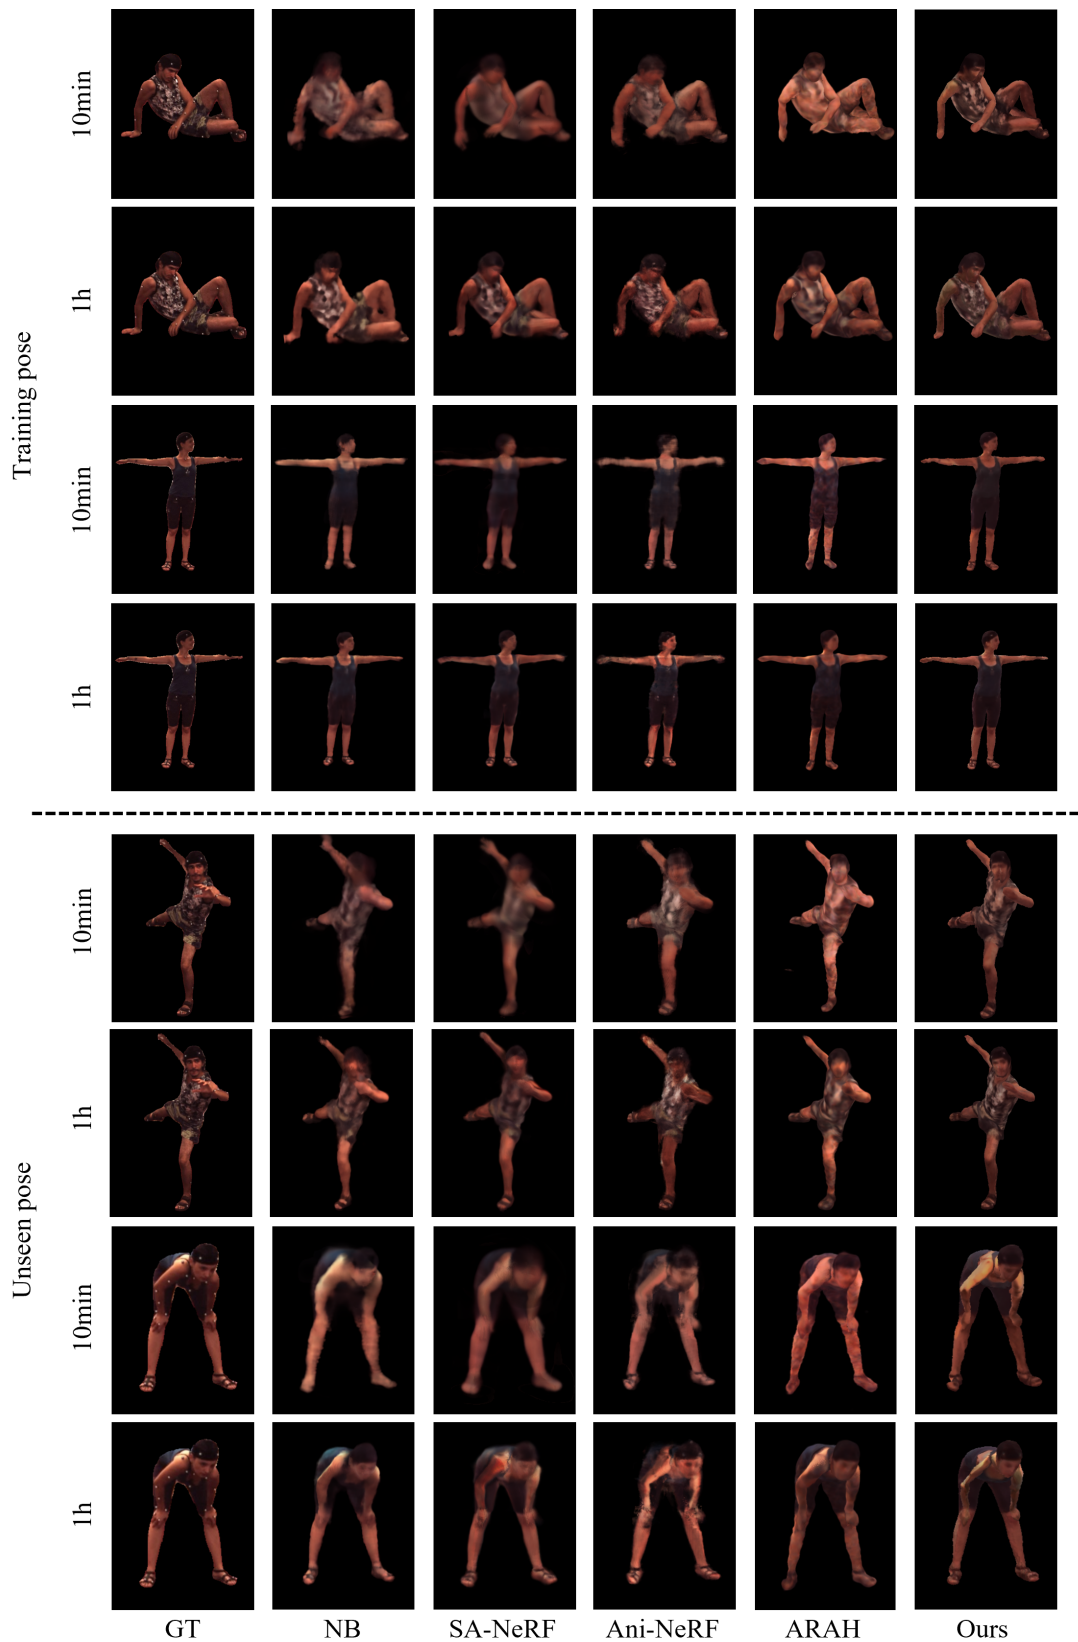 Training pose
10min
1h
10min
1h
Unseen pose
10min
1h
10min
1h
GT NB SA-NeRF Ani-NeRF ARAH Ours